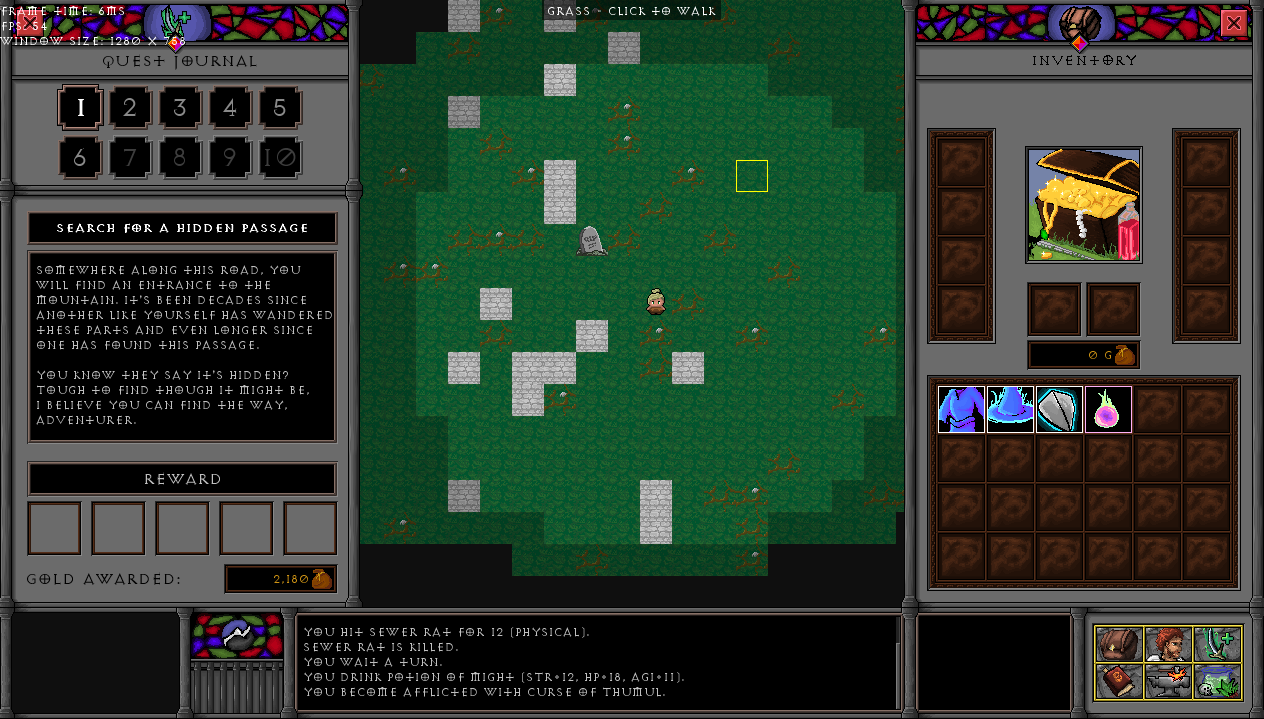 FRAME TIME: 6MS
FPS: 54
WINDOW SIZE: 1280 X 768
GRASS - CLICK TO WALK
QUEST JOURNAL
1 2 3 4 5
6 7 8 9 10
SEARCH FOR A HIDDEN PASSAGE
SOMEWHERE ALONG THIS ROAD, YOU
WILL FIND AN ENTRANCE TO THE
MOUNTAIN. IT'S BEEN DECADES SINCE
ANOTHER LIKE YOURSELF HAS WANDERED
THESE PARTS AND EVEN LONGER SINCE
ONE HAS FOUND THIS PASSAGE.
YOU KNOW THEY SAY IT'S HIDDEN?
TOUGH TO FIND THOUGH IT MIGHT BE,
I BELIEVE YOU CAN FIND THE WAY,
ADVENTURER.
REWARD
GOLD AWARDED: 2,180
INVENTORY
0 G
YOU HIT SEWER RAT FOR 12 (PHYSICAL).
SEWER RAT IS KILLED.
YOU WAIT A TURN.
YOU DRINK POTION OF MIGHT (STR+12, HP+18, AGI+11).
YOU BECOME AFFLICTED WITH CURSE OF THUMUL.